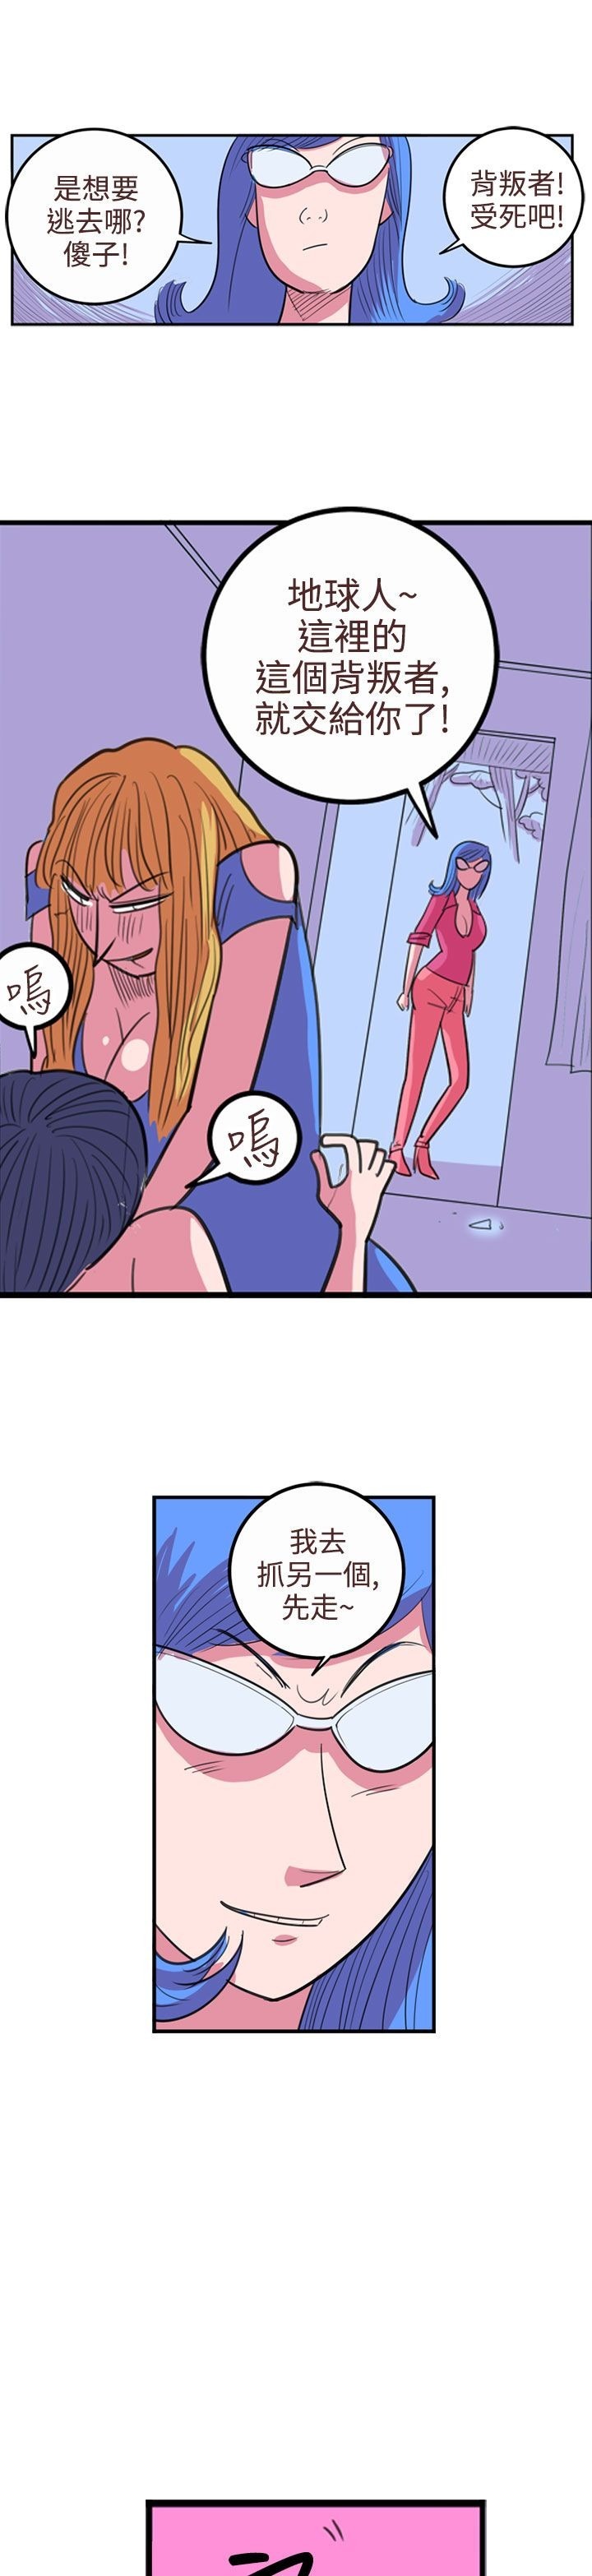 是想要
逃去哪?
傻子!
背叛者!
受死吧!
地球人~
這裡的
這個背叛者,
就交給你了!
嗚
嗚
我去
抓另一個,
先走~